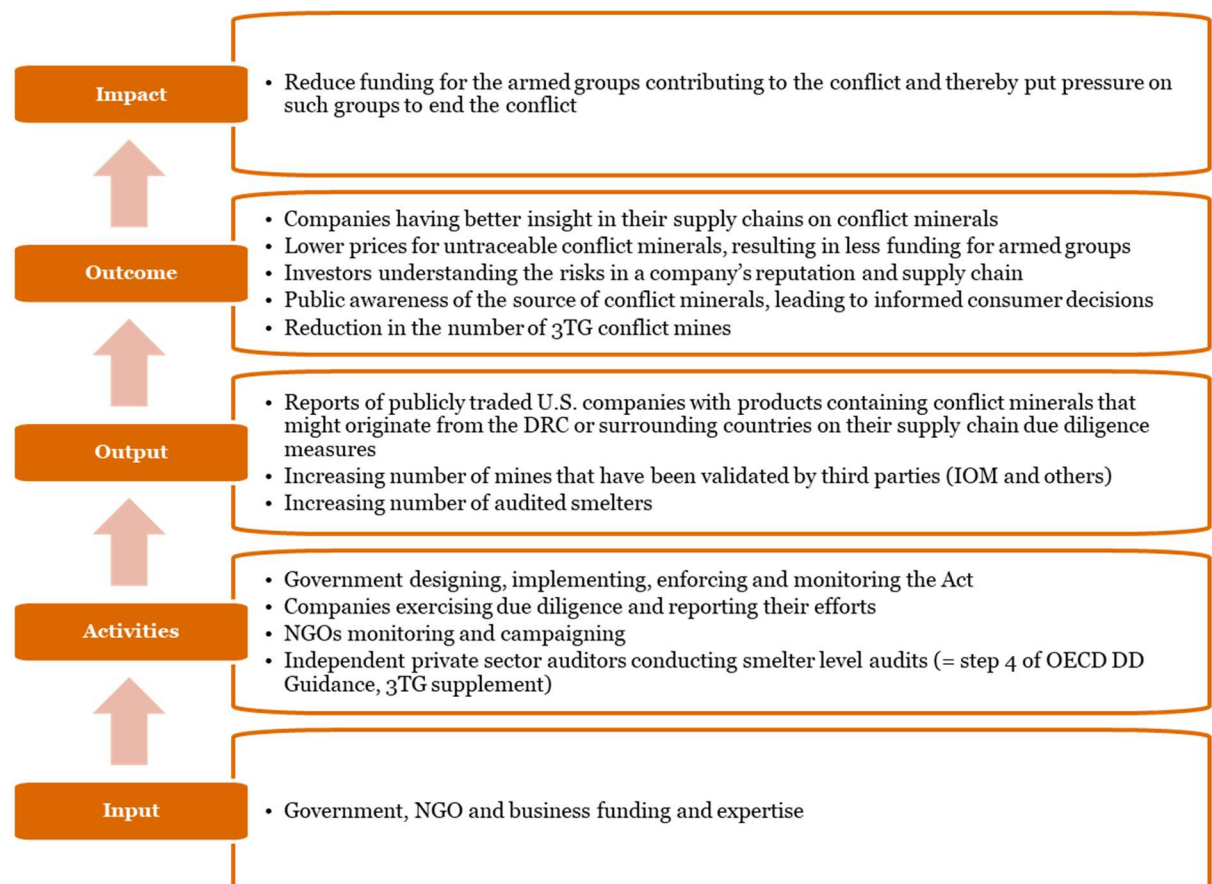 Impact
• Reduce funding for the armed groups contributing to the conflict and thereby put pressure on
such groups to end the conflict
Outcome
• Companies having better insight in their supply chains on conflict minerals
• Lower prices for untraceable conflict minerals, resulting in less funding for armed groups
• Investors understanding the risks in a company's reputation and supply chain
• Public awareness of the source of conflict minerals, leading to informed consumer decisions
• Reduction in the number of 3TG conflict mines
Output
• Reports of publicly traded U.S. companies with products containing conflict minerals that
might originate from the DRC or surrounding countries on their supply chain due diligence
measures
• Increasing number of mines that have been validated by third parties (IOM and others)
• Increasing number of audited smelters
Activities
• Government designing, implementing, enforcing and monitoring the Act
• Companies exercising due diligence and reporting their efforts
• NGOs monitoring and campaigning
• Independent private sector auditors conducting smelter level audits (= step 4 of OECD DD
Guidance, 3TG supplement)
Input
• Government, NGO and business funding and expertise